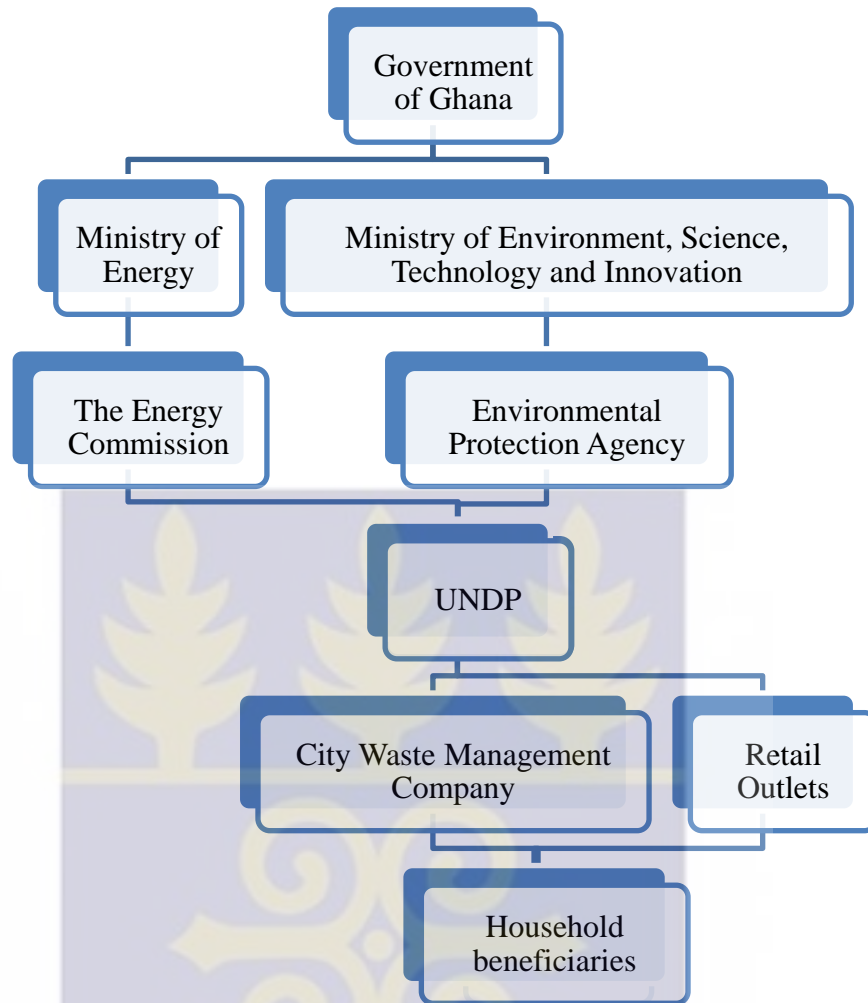 Government
of Ghana
Ministry of
Energy
Ministry of Environment, Science,
Technology and Innovation
The Energy
Commission
Environmental
Protection Agency
UNDP
City Waste Management
Company
Retail
Outlets
Household
beneficiaries